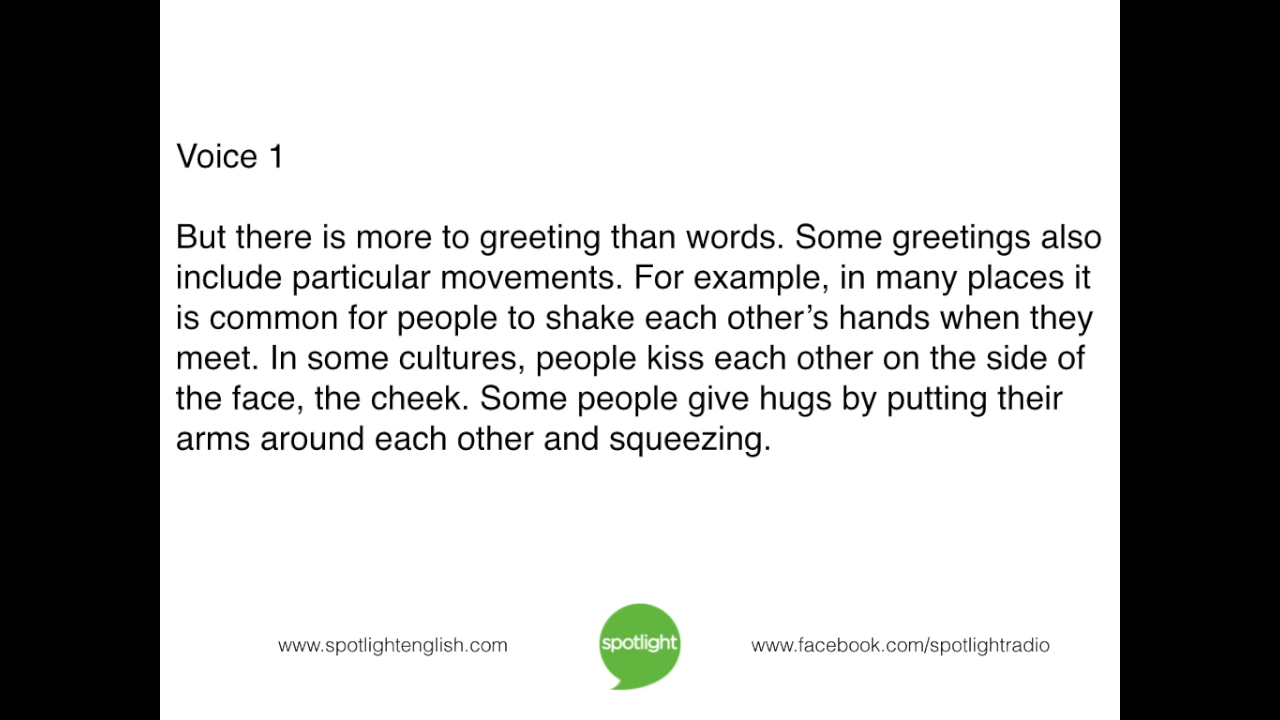 Voice 1
But there is more to greeting than words. Some greetings also
include particular movements. For example, in many places it
is common for people to shake each other’s hands when they
meet. In some cultures, people kiss each other on the side of
the face, the cheek. Some people give hugs by putting their
arms around each other and squeezing.
www.spotlightenglish.com
spotlight
www.facebook.com/spotlightradio